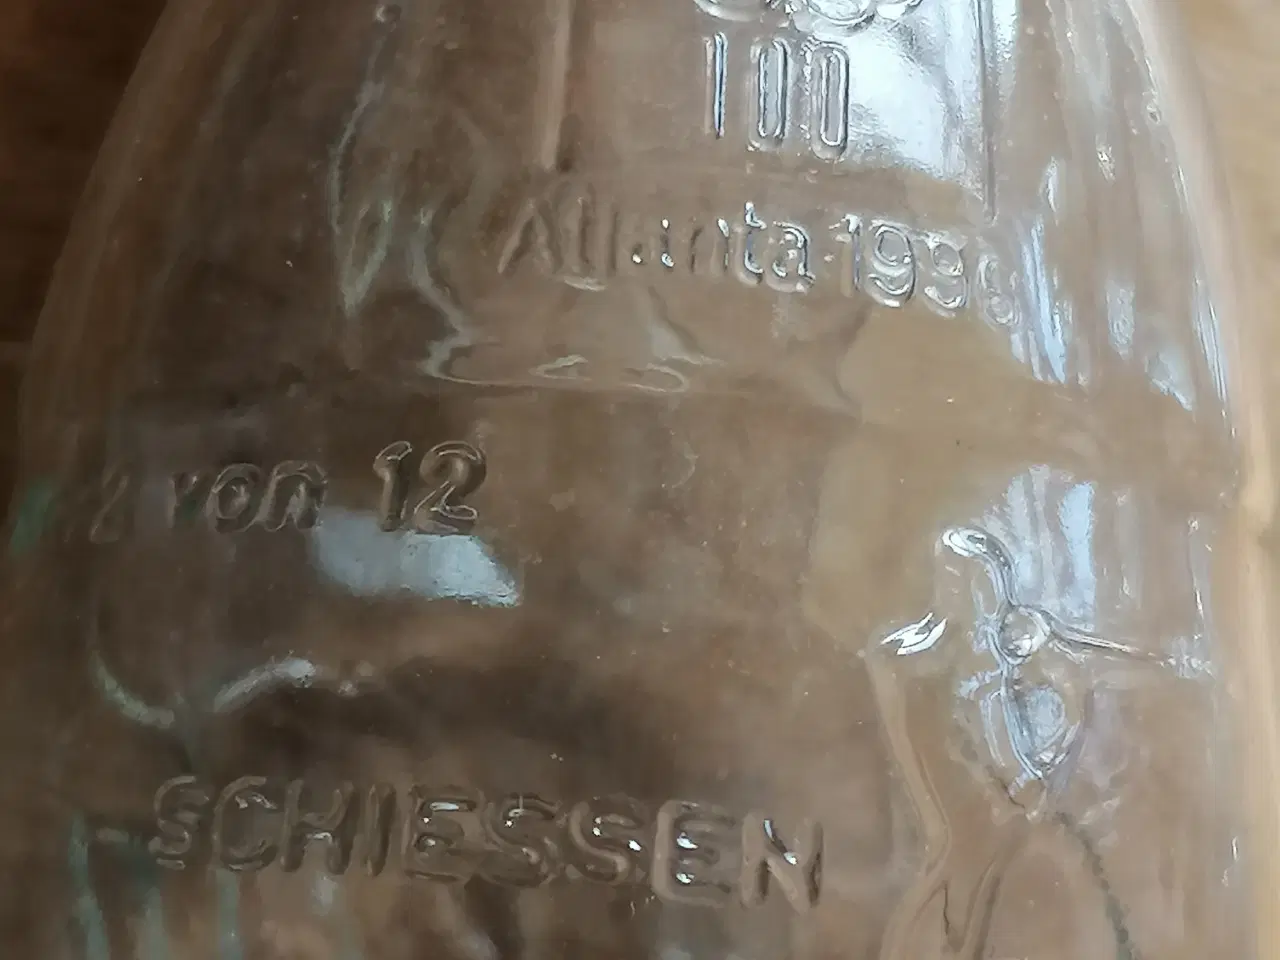 100
Atlanta 1996
von 12
SCHIESSEN